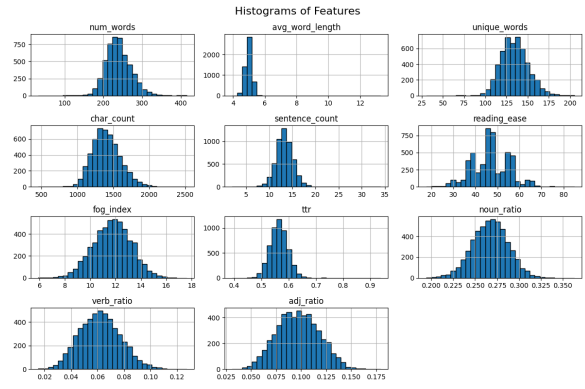 Histograms of Features
num_words avg_word_length unique_words
750
500
250
0
100 200 300 400
2000
1000
0
4 6 8 10 12
600
400
200
0
25 50 75 100 125 150 175 200
char_count sentence_count reading_ease
600
400
200
0
500 1000 1500 2000 2500
1000
500
0
5 10 15 20 25 30 35
750
500
250
0
20 30 40 50 60 70 80
fog_index ttr noun_ratio
400
200
0
6 8 10 12 14 16 18
1000
500
0
0.4 0.5 0.6 0.7 0.8 0.9
400
200
0
0.200 0.225 0.250 0.275 0.300 0.325 0.350
verb_ratio adj_ratio
400
200
0
0.02 0.04 0.06 0.08 0.10 0.12
400
200
0
0.025 0.050 0.075 0.100 0.125 0.150 0.175